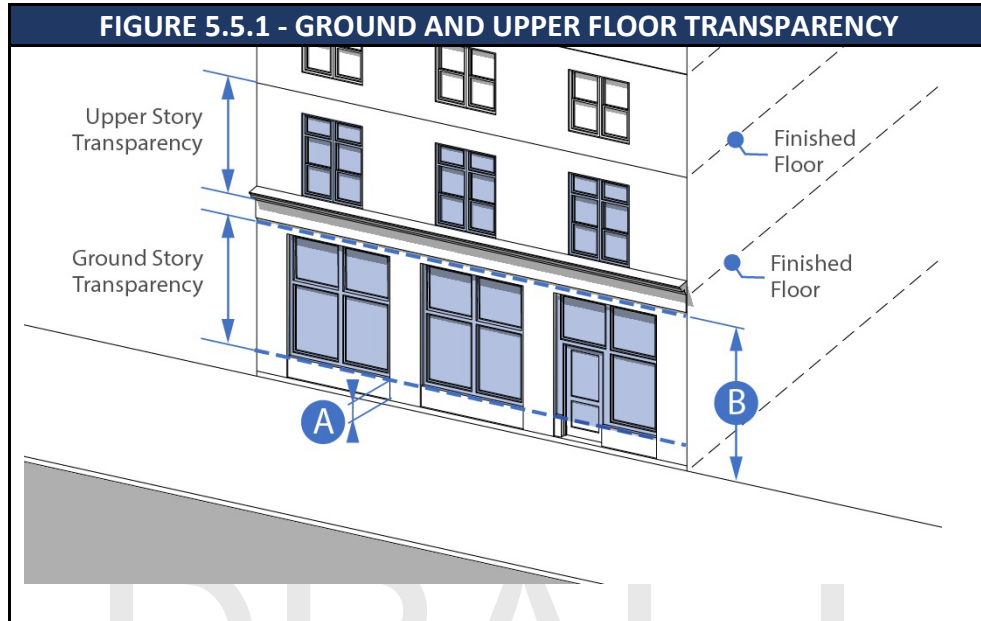 FIGURE 5.5.1 - GROUND AND UPPER FLOOR TRANSPARENCY
Upper Story
Transparency
Finished
Floor
Ground Story
Transparency
Finished
Floor
A
B
DRAFT